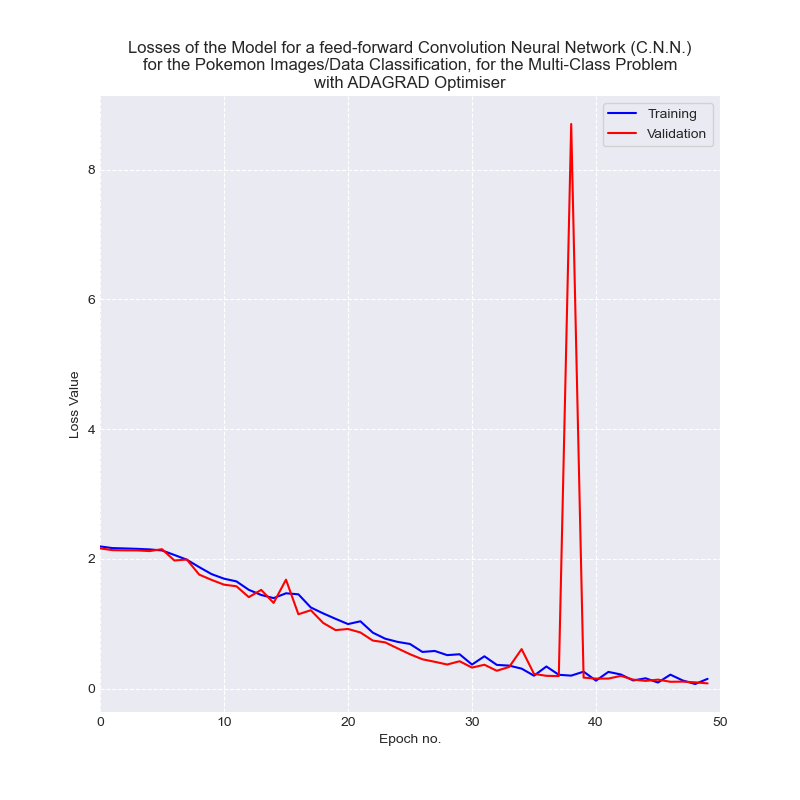 Losses of the Model for a feed-forward Convolution Neural Network (C.N.N.)
for the Pokemon Images/Data Classification, for the Multi-Class Problem
with ADAGRAD Optimiser
Training
Validation
8
6
4
2
0
Loss Value
0 10 20 30 40 50
Epoch no.